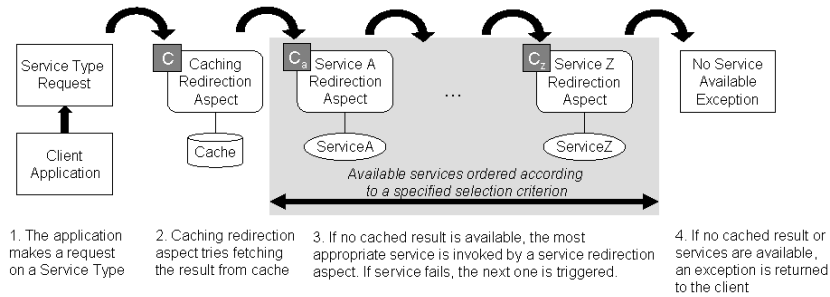 Service Type
Request
Client
Application
C
Caching
Redirection
Aspect
Cache
Ca
Service A
Redirection
Aspect
ServiceA
...
Cz
Service Z
Redirection
Aspect
ServiceZ
No Service
Available
Exception
Available services ordered according
to a specified selection criterion
1. The application
makes a request
on a Service Type
2. Caching redirection
aspect tries fetching
the result from cache
3. If no cached result is available, the most
appropriate service is invoked by a service redirection
aspect. If service fails, the next one is triggered.
4. If no cached result or
services are available,
an exception is returned
to the client